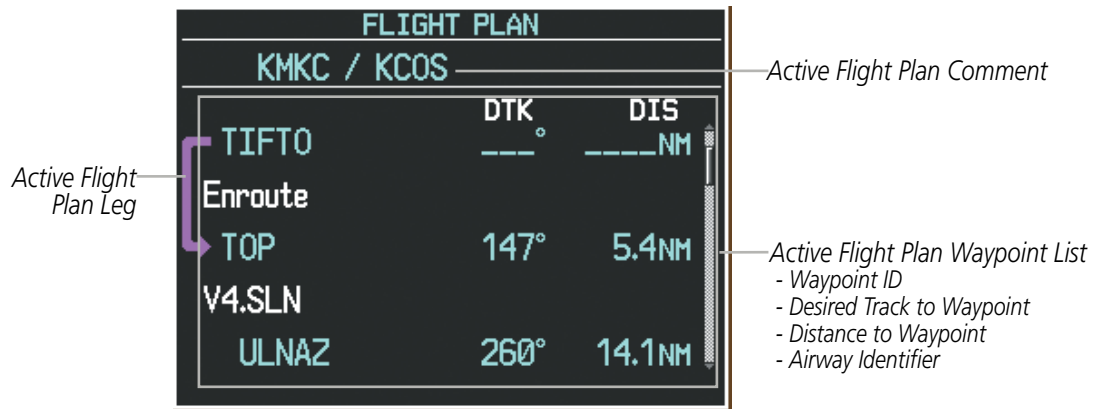 FLIGHT PLAN
KMKC / KCOS
Active Flight Plan Comment
DTK DIS
TIFTO ___° ____NM
Active Flight
Plan Leg
Enroute
TOP 147° 5.4NM
Active Flight Plan Waypoint List
- Waypoint ID
- Desired Track to Waypoint
- Distance to Waypoint
- Airway Identifier
V4.SLN
ULNAZ 260° 14.1NM